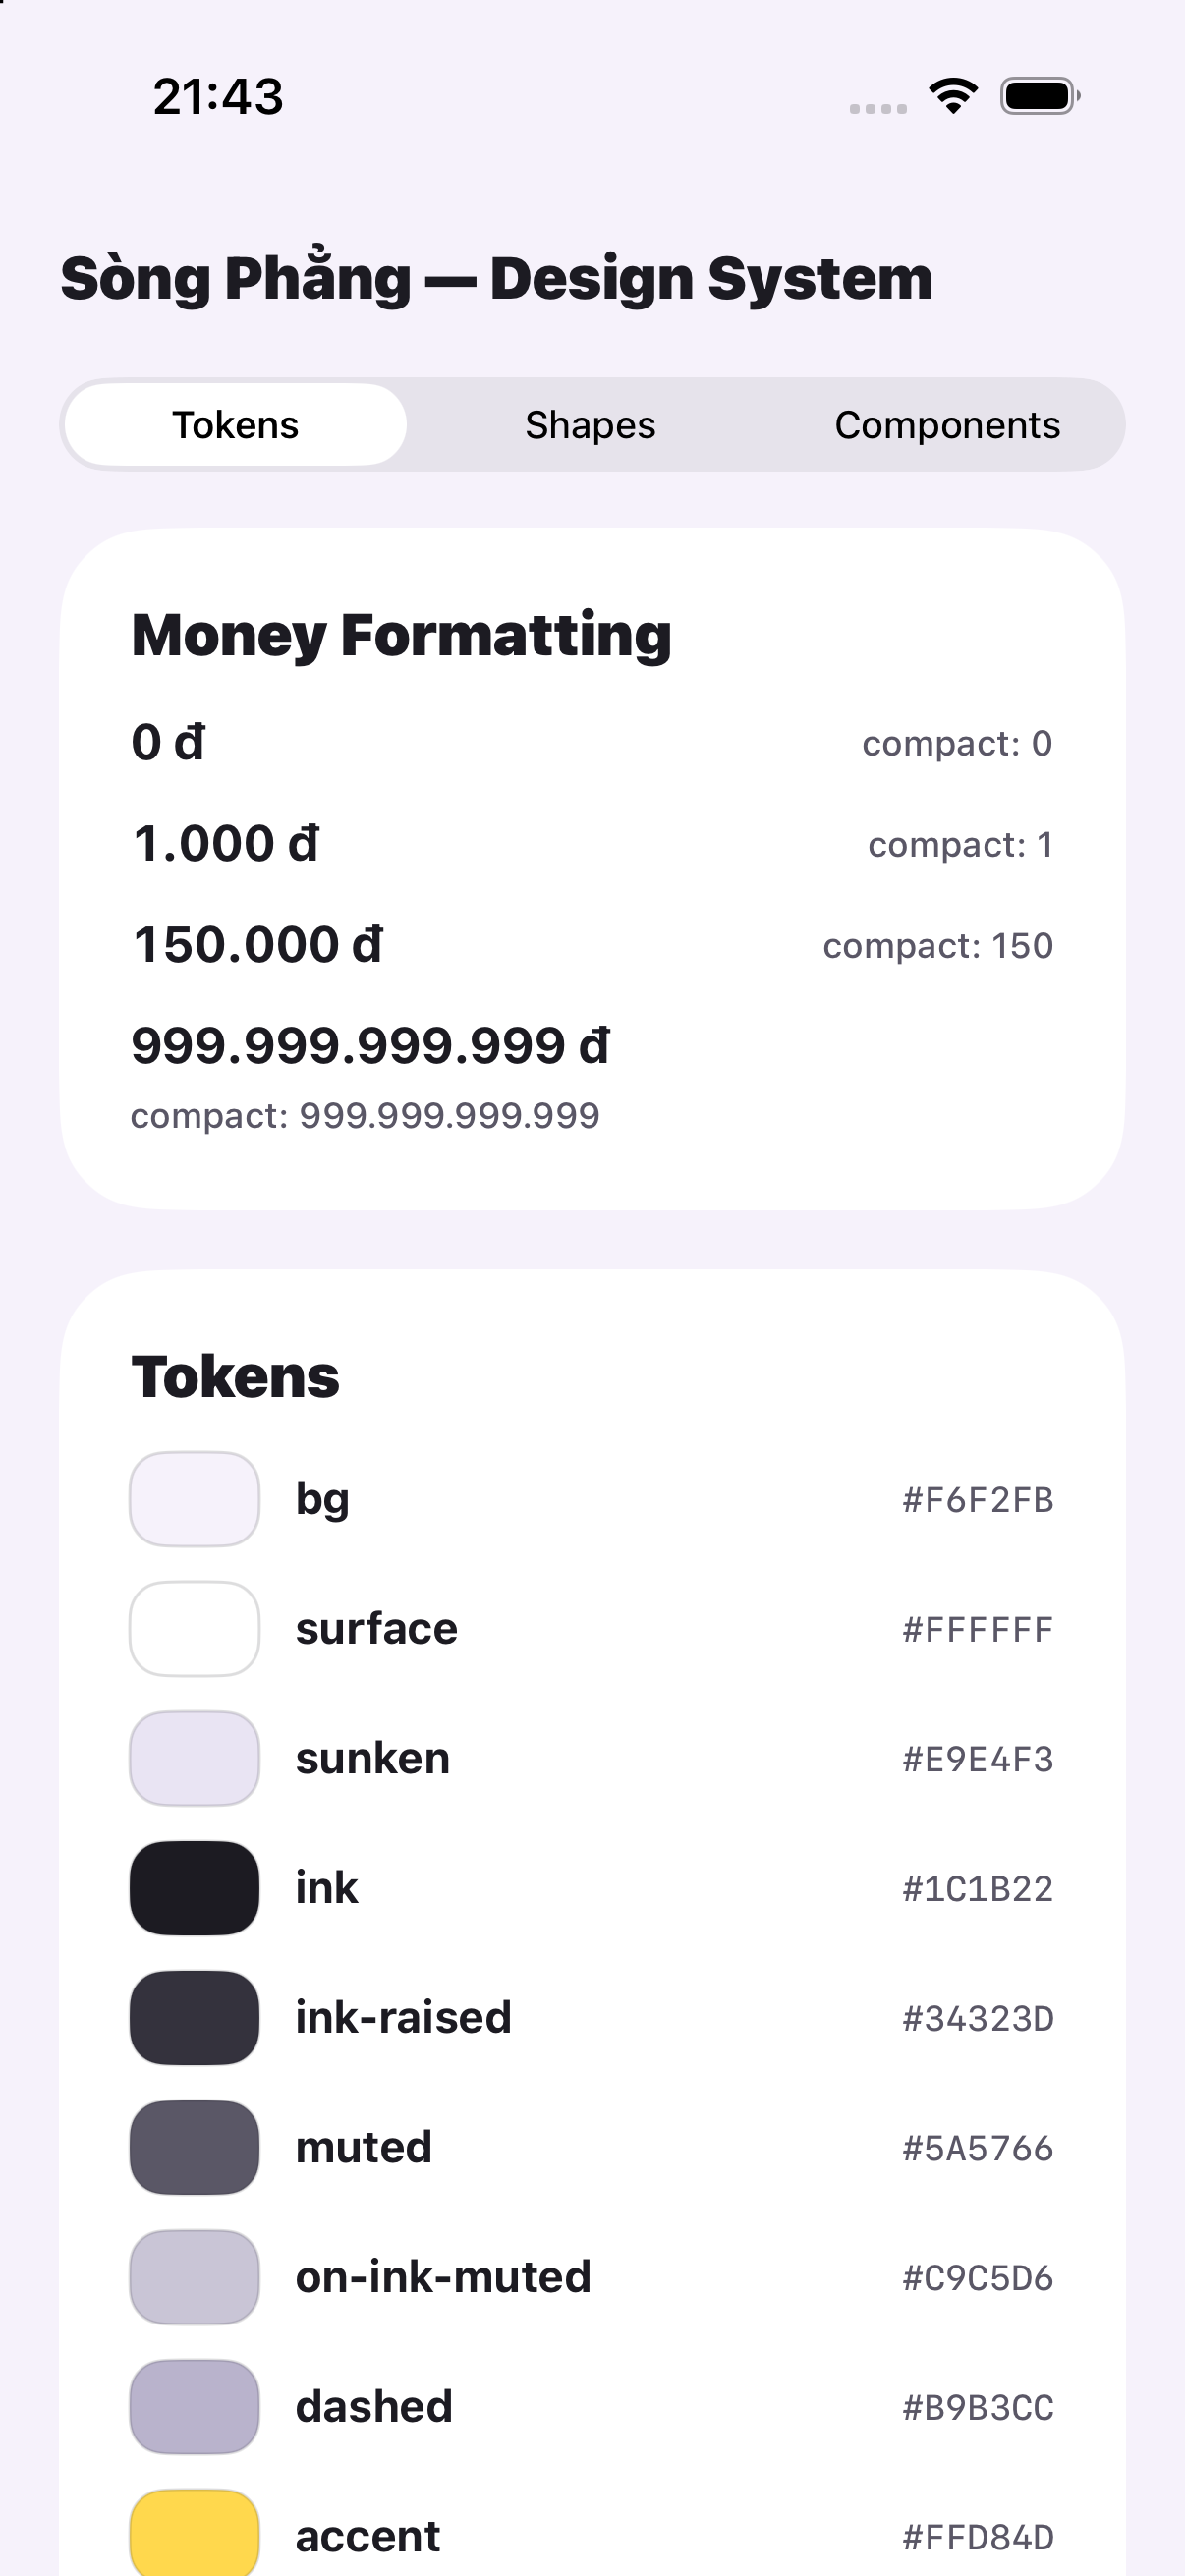 21:43
Sòng Phẳng — Design System
Tokens Shapes Components
Money Formatting
0 đ compact: 0
1.000 đ compact: 1
150.000 đ compact: 150
999.999.999.999 đ
compact: 999.999.999.999
Tokens
bg #F6F2FB
surface #FFFFFF
sunken #E9E4F3
ink #1C1B22
ink-raised #34323D
muted #5A5766
on-ink-muted #C9C5D6
dashed #B9B3CC
accent #FFD84D